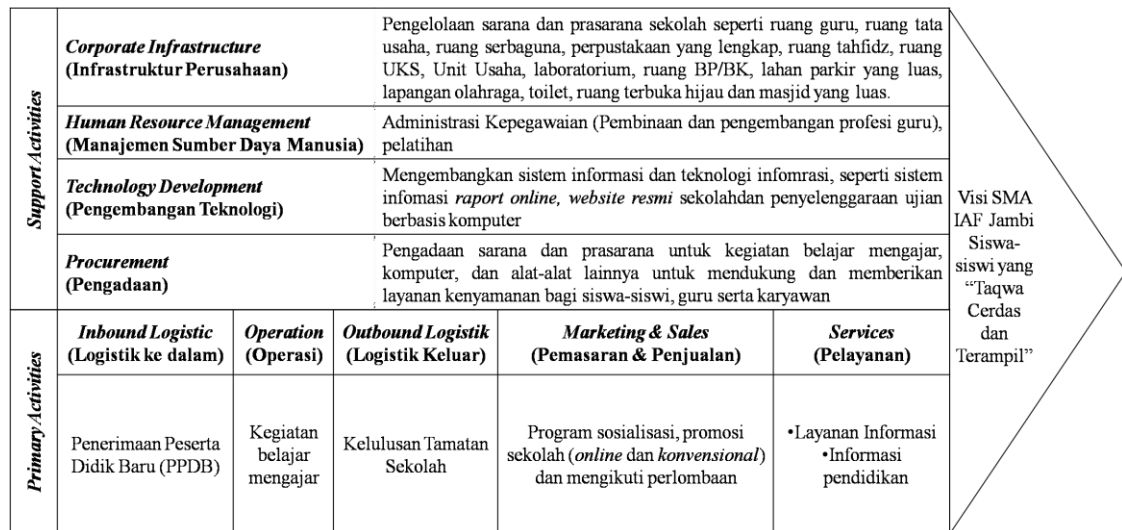 Support Activities
Corporate Infrastructure
(Infrastruktur Perusahaan)
Pengelolaan sarana dan prasarana sekolah seperti ruang guru, ruang tata
usaha, ruang serbaguna, perpustakaan yang lengkap, ruang tahfidz, ruang
UKS, Unit Usaha, laboratorium, ruang BP/BK, lahan parkir yang luas,
lapangan olahraga, toilet, ruang terbuka hijau dan masjid yang luas.
Human Resource Management
(Manajemen Sumber Daya Manusia)
Administrasi Kepegawaian (Pembinaan dan pengembangan profesi guru),
pelatihan
Technology Development
(Pengembangan Teknologi)
Mengembangkan sistem informasi dan teknologi infomrasi, seperti sistem
infomasi raport online, website resmi sekolahdan penyelenggaraan ujian
berbasis komputer
Procurement
(Pengadaan)
Pengadaan sarana dan prasarana untuk kegiatan belajar mengajar,
komputer, dan alat-alat lainnya untuk mendukung dan memberikan
layanan kenyamanan bagi siswa-siswi, guru serta karyawan
Primary Activities
Inbound Logistic
(Logistik ke dalam)
Operation
(Operasi)
Outbound Logistik
(Logistik Keluar)
Marketing & Sales
(Pemasaran & Penjualan)
Services
(Pelayanan)
Penerimaan Peserta
Didik Baru (PPDB)
Kegiatan
belajar
mengajar
Kelulusan Tamatan
Sekolah
Program sosialisasi, promosi
sekolah (online dan konvensional)
dan mengikuti perlombaan
•Layanan Informasi
•Informasi
pendidikan
Visi SMA
IAF Jambi
Siswa-
siswi yang
“Taqwa
Cerdas
dan
Terampil”